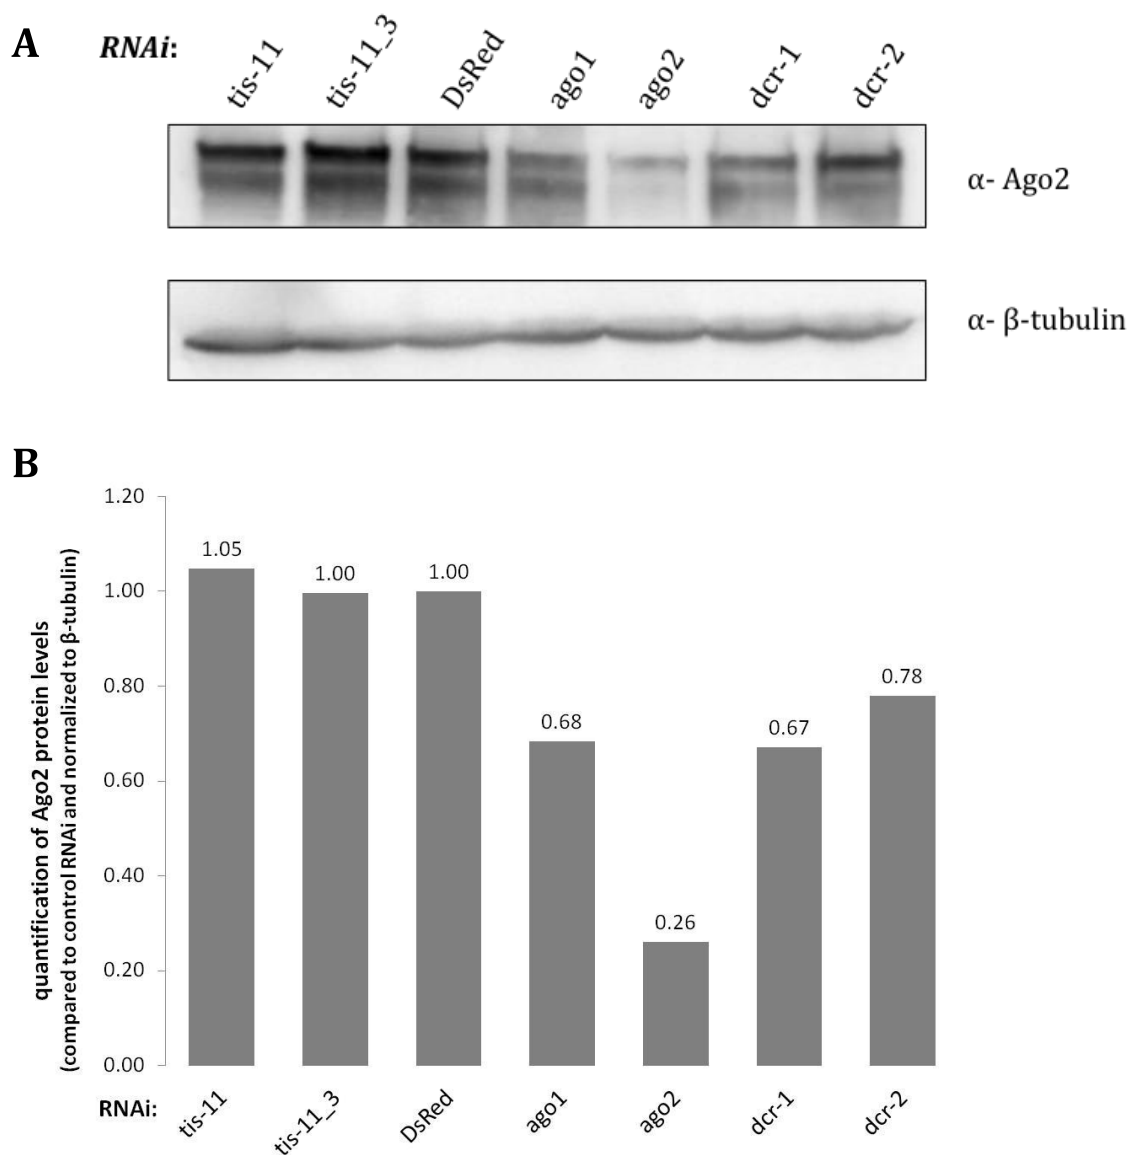 A
RNAi:
tis-11
tis-11_3
DsRed
ago1
ago2
dcr-1
dcr-2
α- Ago2
α- β-tubulin
B
quantification of Ago2 protein levels
(compared to control RNAi and normalized to β-tubulin)
1.20
1.00
0.80
0.60
0.40
0.20
0.00
1.05
1.00
1.00
0.68
0.26
0.67
0.78
RNAi:
tis-11
tis-11_3
DsRed
ago1
ago2
dcr-1
dcr-2